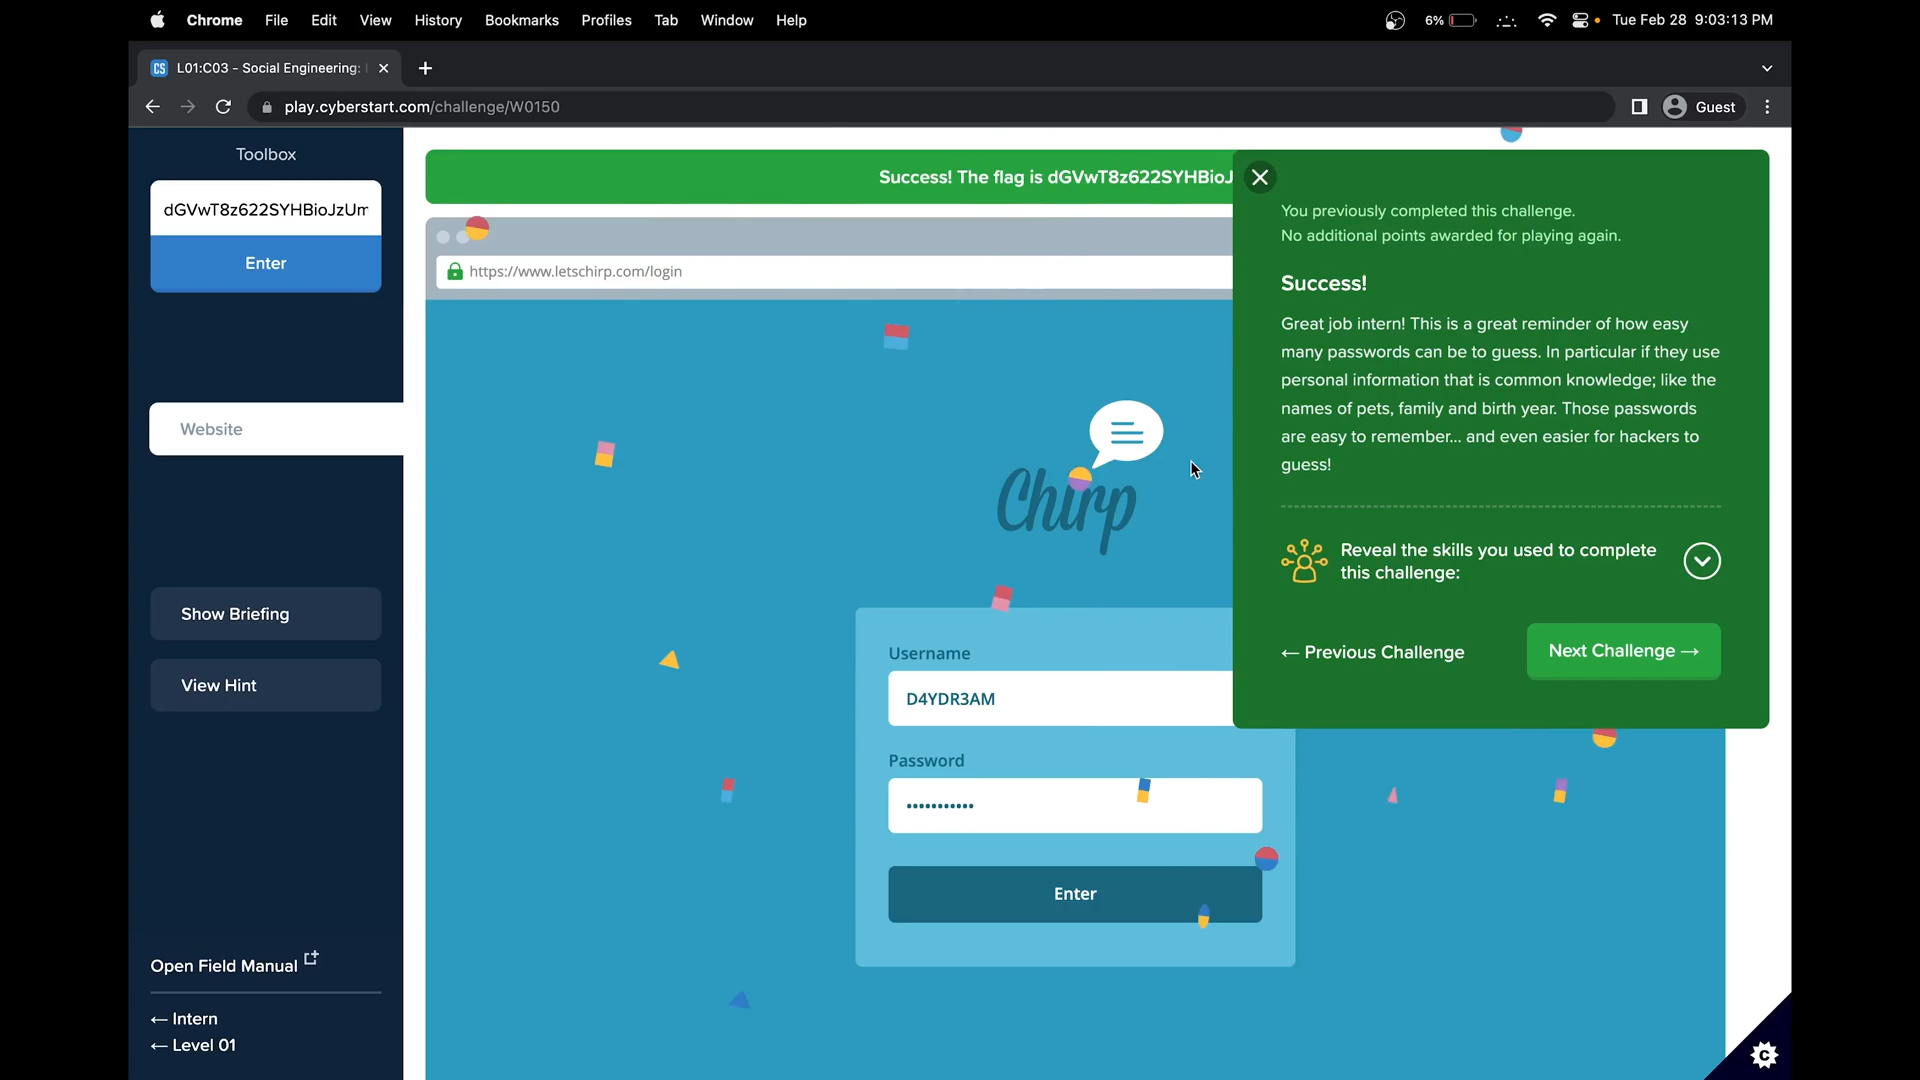 Chrome File Edit View History Bookmarks Profiles Tab Window Help 6% Tue Feb 28 9:03:13 PM
CS L01:C03 - Social Engineering:
play.cyberstart.com/challenge/W0150 Guest
Toolbox
dGVwT8z622SYHBioJzUm
Enter
Website
Show Briefing
View Hint
Open Field Manual
← Intern
← Level 01
Success! The flag is dGVwT8z622SYHBioJ
https://www.letschirp.com/login
Chirp
Username
D4YDR3AM
Password
•••••••••••
Enter
You previously completed this challenge.
No additional points awarded for playing again.
Success!
Great job intern! This is a great reminder of how easy
many passwords can be to guess. In particular if they use
personal information that is common knowledge; like the
names of pets, family and birth year. Those passwords
are easy to remember... and even easier for hackers to
guess!
Reveal the skills you used to complete
this challenge:
← Previous Challenge
Next Challenge →
C